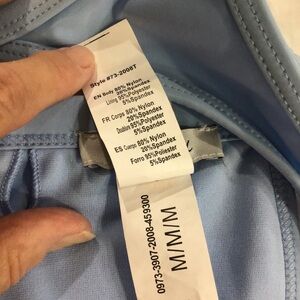 Style #73-2008T
EN Body 80% Nylon
20% Spandex
Lining 95%Polyester
5%Spandex
FR Corps 80% Nylon
20%Spandex
Doublure 95%Polyester
5%Spandex
ES Cuerpo 80% Nylon
20%Spandex
Forro 95%Polyester
5%Spandex
M/M/M
0973-3907-2008-4559300